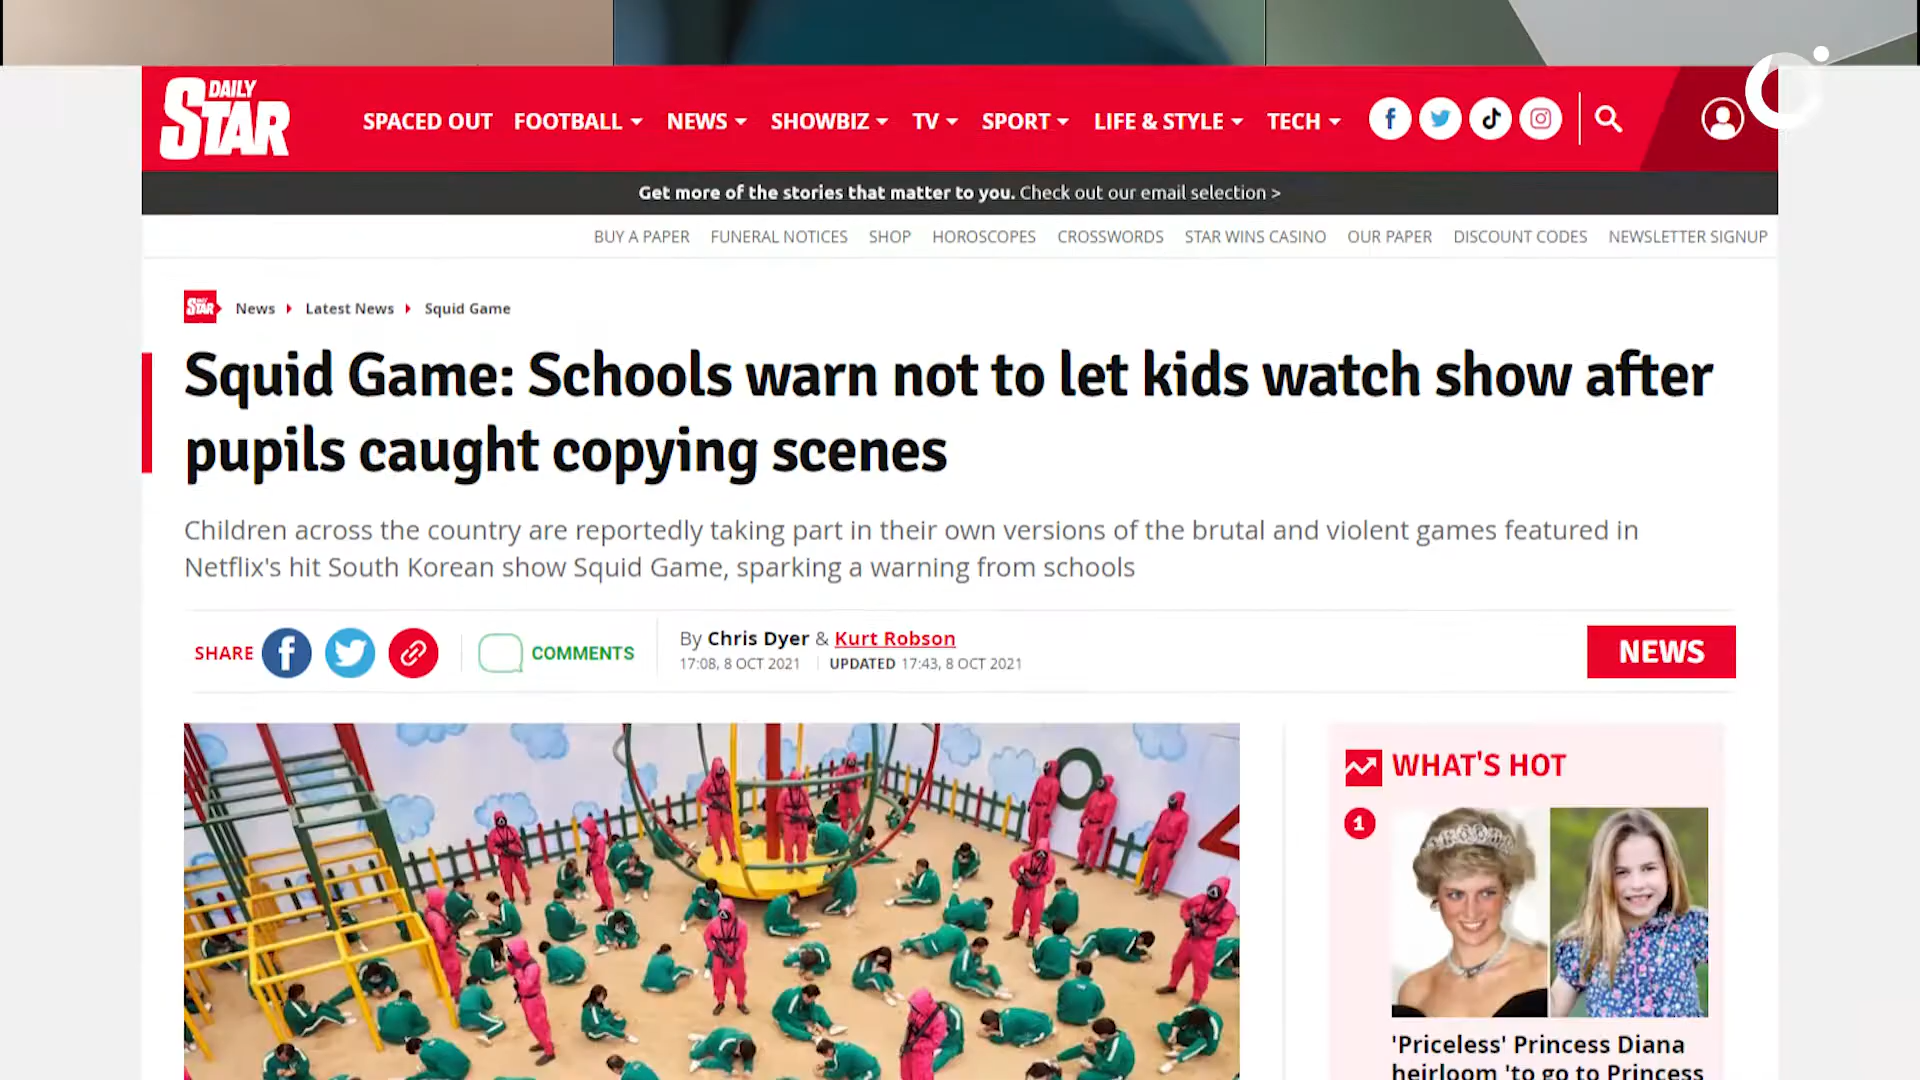 DAILY
STAR
SPACED OUT FOOTBALL NEWS SHOWBIZ TV SPORT LIFE & STYLE TECH
Get more of the stories that matter to you. Check out our email selection >
BUY A PAPER FUNERAL NOTICES SHOP HOROSCOPES CROSSWORDS STAR WINS CASINO OUR PAPER DISCOUNT CODES NEWSLETTER SIGNUP
STAR News Latest News Squid Game
Squid Game: Schools warn not to let kids watch show after
pupils caught copying scenes
Children across the country are reportedly taking part in their own versions of the brutal and violent games featured in
Netflix's hit South Korean show Squid Game, sparking a warning from schools
SHARE COMMENTS
By Chris Dyer & Kurt Robson
17:08, 8 OCT 2021 UPDATED 17:43, 8 OCT 2021
NEWS
WHAT'S HOT
1
'Priceless' Princess Diana
heirloom 'to go to Princess